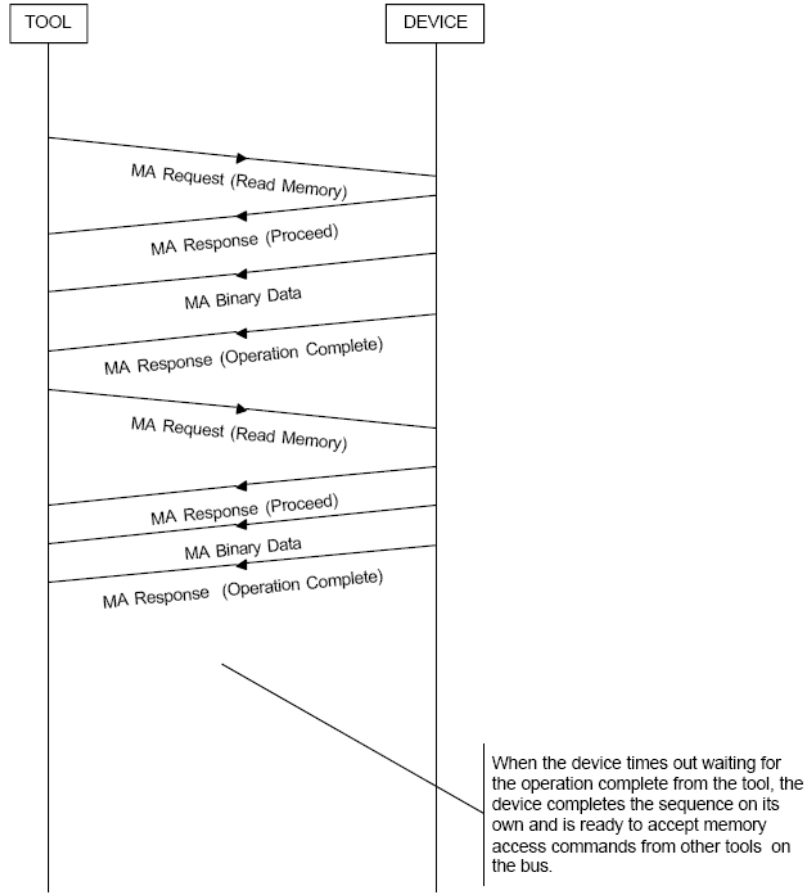 TOOL
DEVICE
MA Request (Read Memory)
MA Response (Proceed)
MA Binary Data
MA Response (Operation Complete)
MA Request (Read Memory)
MA Response (Proceed)
MA Binary Data
MA Response (Operation Complete)
When the device times out waiting for
the operation complete from the tool, the
device completes the sequence on its
own and is ready to accept memory
access commands from other tools on
the bus.